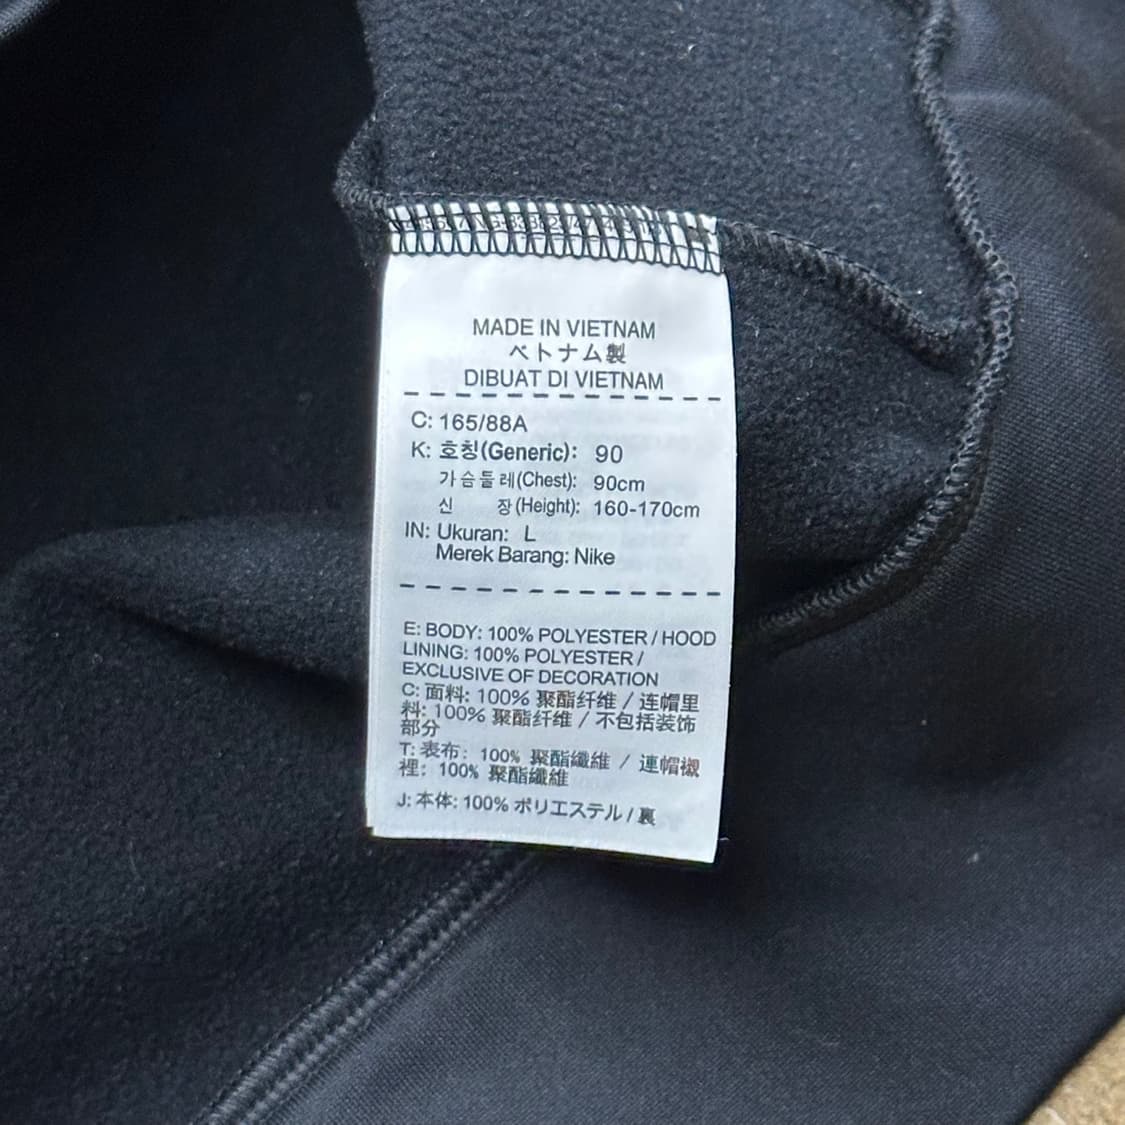 MADE IN VIETNAM
ベトナム製
DIBUAT DI VIETNAM
C: 165/88A
K: 호칭(Generic): 90
가슴둘레(Chest): 90cm
신 장(Height): 160-170cm
IN: Ukuran: L
Merek Barang: Nike
E: BODY: 100% POLYESTER / HOOD
LINING: 100% POLYESTER /
EXCLUSIVE OF DECORATION
C: 面料: 100% 聚酯纤维 / 连帽里
料: 100% 聚酯纤维 / 不包括装饰
部分
T: 表布: 100% 聚酯纖維 / 連帽襯
裡: 100% 聚酯纖維
J: 本体: 100% ポリエステル / 裏